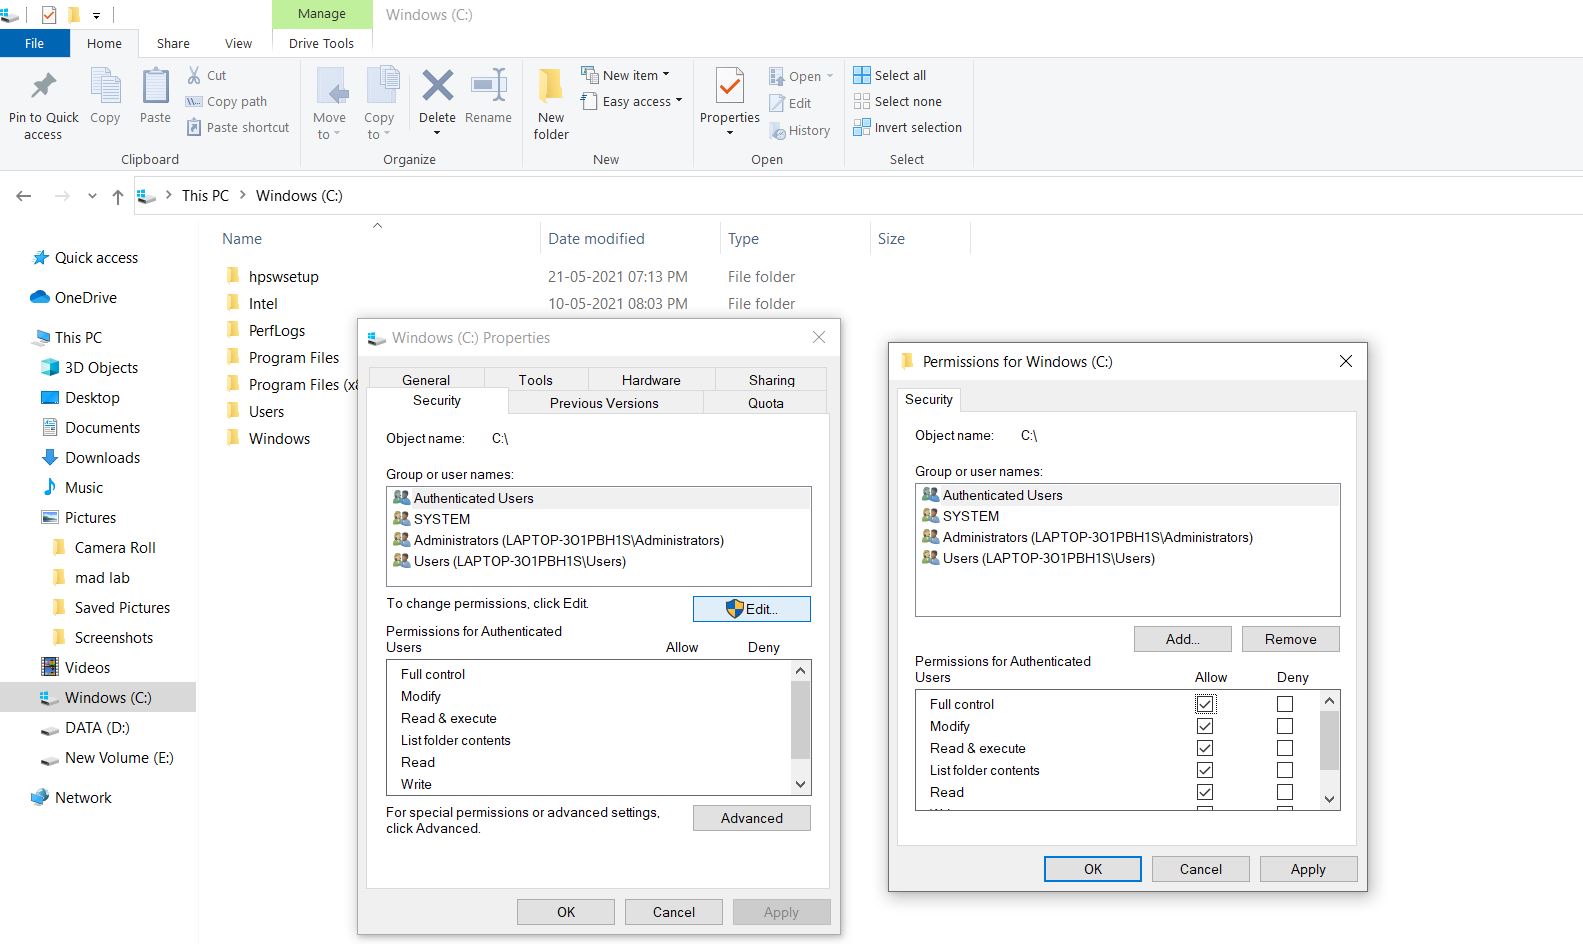 Manage
Windows (C:)
File
Home
Share
View
Drive Tools
Pin to Quick access
Copy
Paste
Cut
Copy path
Paste shortcut
Clipboard
Move to
Copy to
Delete
Rename
Organize
New folder
New item
Easy access
New
Properties
Open
Edit
History
Open
Select all
Select none
Invert selection
Select
This PC
Windows (C:)
Name
Date modified
Type
Size
Quick access
OneDrive
This PC
3D Objects
Desktop
Documents
Downloads
Music
Pictures
Camera Roll
mad lab
Saved Pictures
Screenshots
Videos
Windows (C:)
DATA (D:)
New Volume (E:)
Network
hpswsetup 21-05-2021 07:13 PM File folder
Intel 10-05-2021 08:03 PM File folder
PerfLogs
Program Files
Program Files
Users
Windows
Windows (C:) Properties
General
Tools
Hardware
Sharing
Security
Previous Versions
Quota
Object name: C:\
Group or user names:
Authenticated Users
SYSTEM
Administrators (LAPTOP-3O1PBH1S\Administrators)
Users (LAPTOP-3O1PBH1S\Users)
To change permissions, click Edit.
Edit...
Permissions for Authenticated
Users Allow Deny
Full control
Modify
Read & execute
List folder contents
Read
Write
For special permissions or advanced settings,
click Advanced.
Advanced
OK
Cancel
Apply
Permissions for Windows (C:)
Security
Object name: C:\
Group or user names:
Authenticated Users
SYSTEM
Administrators (LAPTOP-3O1PBH1S\Administrators)
Users (LAPTOP-3O1PBH1S\Users)
Add...
Remove
Permissions for Authenticated
Users Allow Deny
Full control
Modify
Read & execute
List folder contents
Read
OK
Cancel
Apply